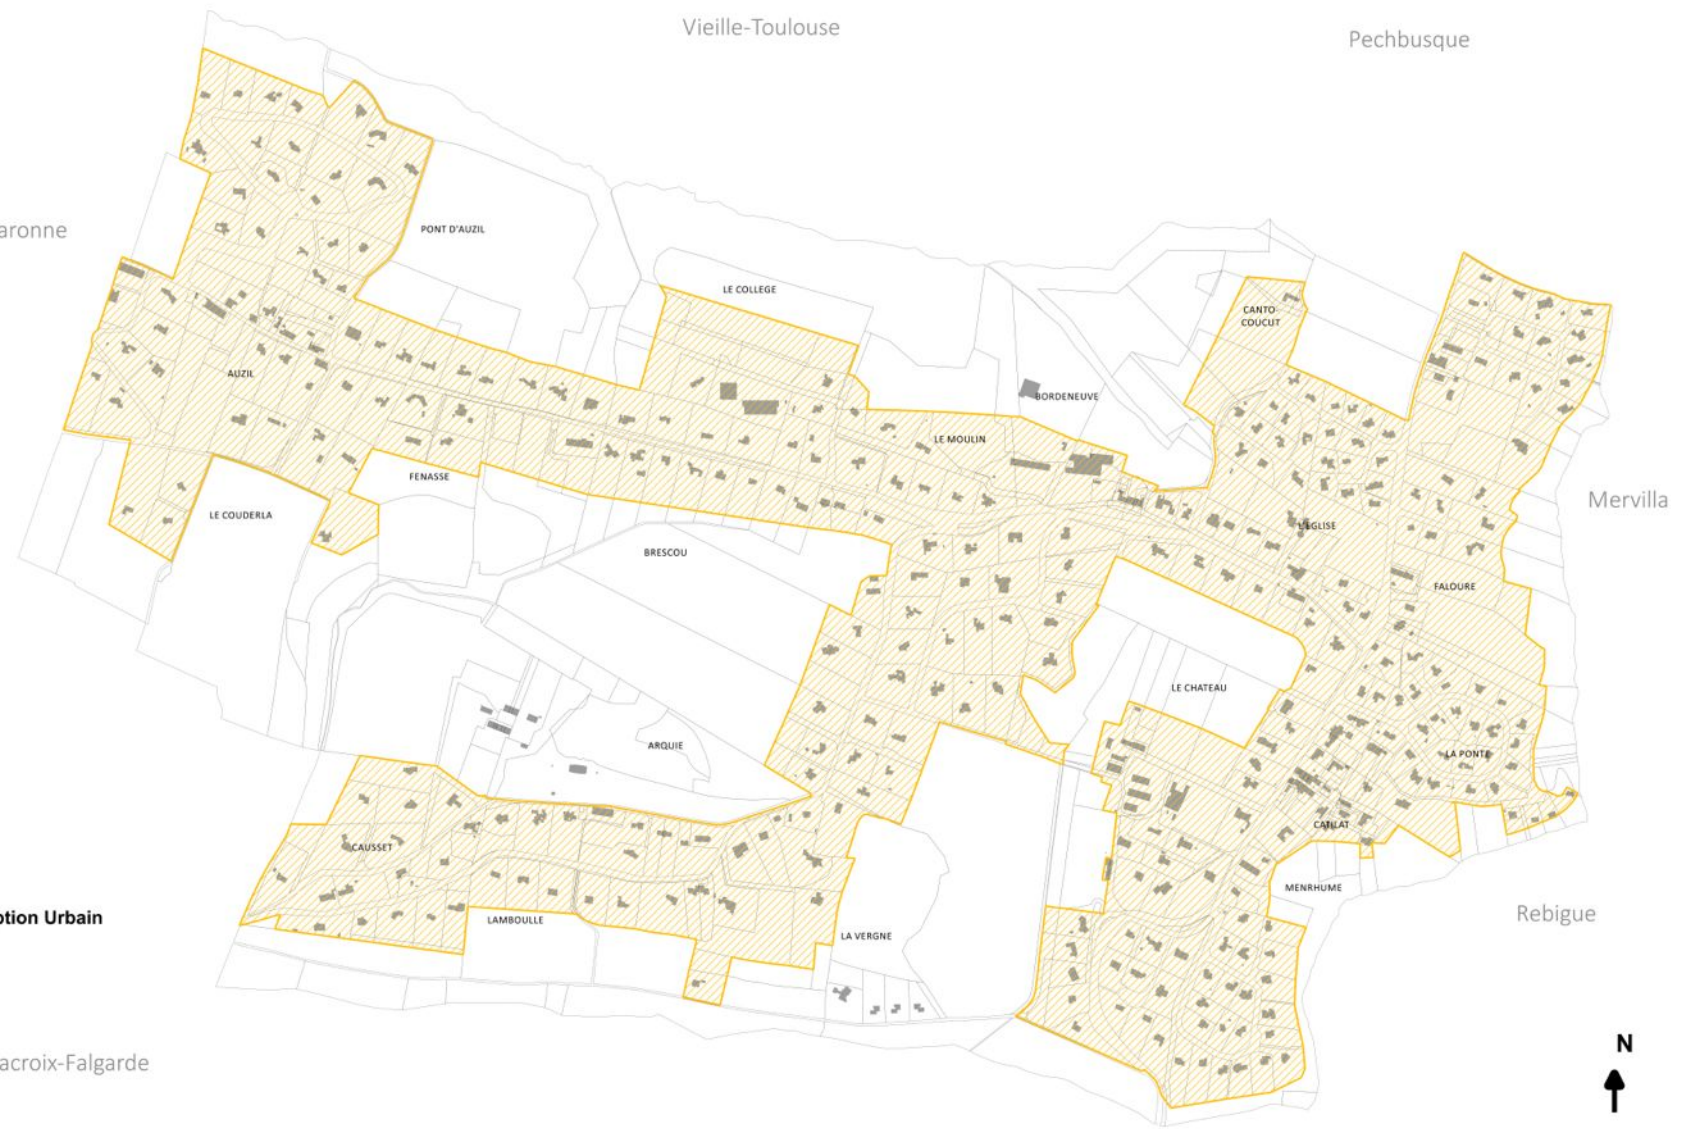 Vieille-Toulouse
Pechbusque
aronne
PONT D'AUZIL
LE COLLEGE
CANTO
COUCUT
AUZIL
BORDENEUVE
LE MOULIN
FENASSE
Mervilla
LE COUDERLA
L'EGLISE
BRESCOU
FALOURE
LE CHATEAU
ARQUIE
LA PONTE
CATILAT
CAUSSET
MENRHUME
ption Urbain
LAMBOULLE
Rebigue
LA VERGNE
N
acroix-Falgarde